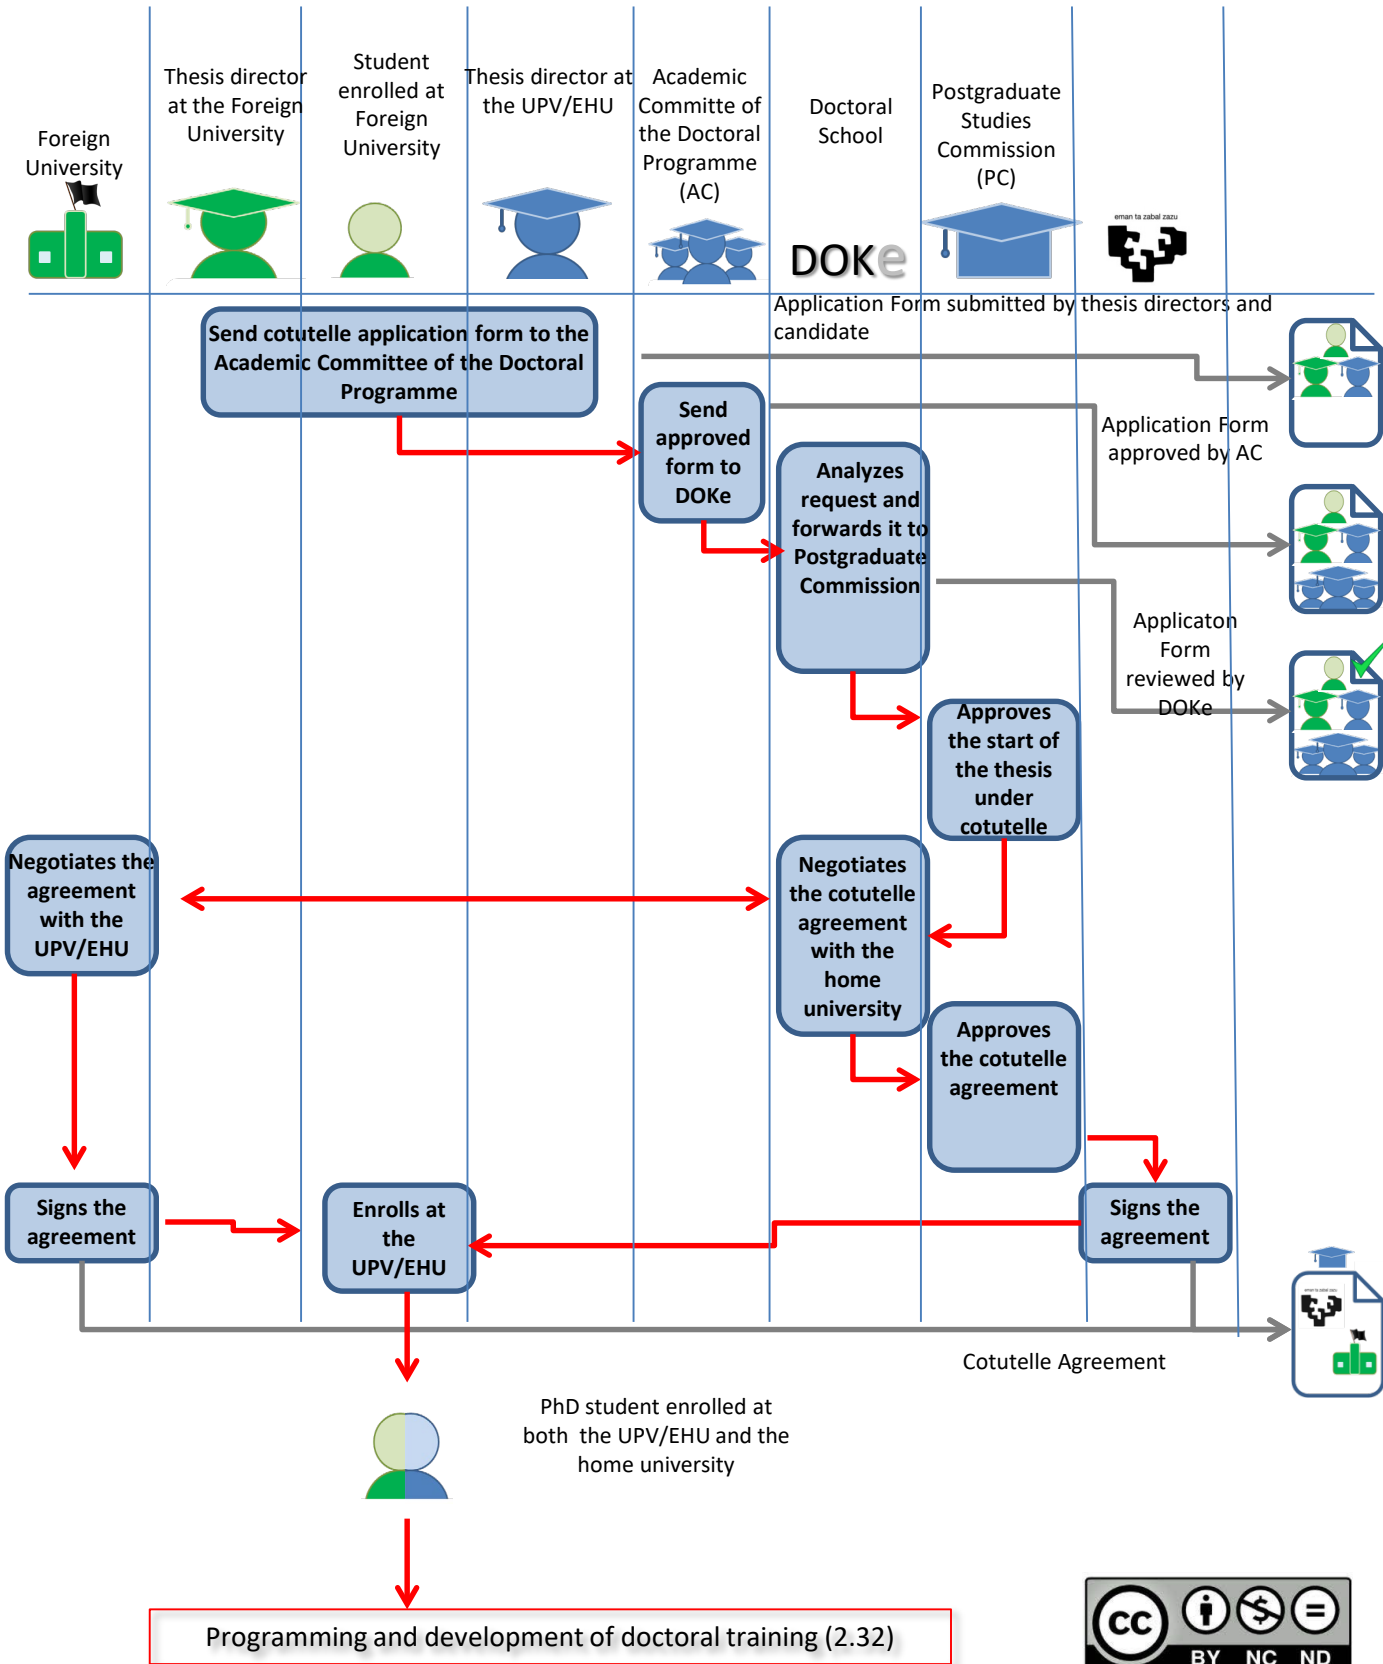 Foreign
University
Thesis director
at the Foreign
University
Student
enrolled at
Foreign
University
Thesis director at
the UPV/EHU
Academic
Committe of
the Doctoral
Programme
(AC)
Doctoral
School
DOKe
Postgraduate
Studies
Commission
(PC)
eman ta zabal zazu
Application Form submitted by thesis directors and
candidate
Send cotutelle application form to the
Academic Committee of the Doctoral
Programme
Send
approved
form to
DOKe
Application Form
approved by AC
Analyzes
request and
forwards it to
Postgraduate
Commission
Applicaton
Form
reviewed by
DOKe
Approves
the start of
the thesis
under
cotutelle
Negotiates the
agreement
with the
UPV/EHU
Negotiates
the cotutelle
agreement
with the
home
university
Approves
the cotutelle
agreement
Signs the
agreement
Enrolls at
the
UPV/EHU
Signs the
agreement
eman ta zabal zazu
Cotutelle Agreement
PhD student enrolled at
both the UPV/EHU and the
home university
Programming and development of doctoral training (2.32)
cc
BY NC ND